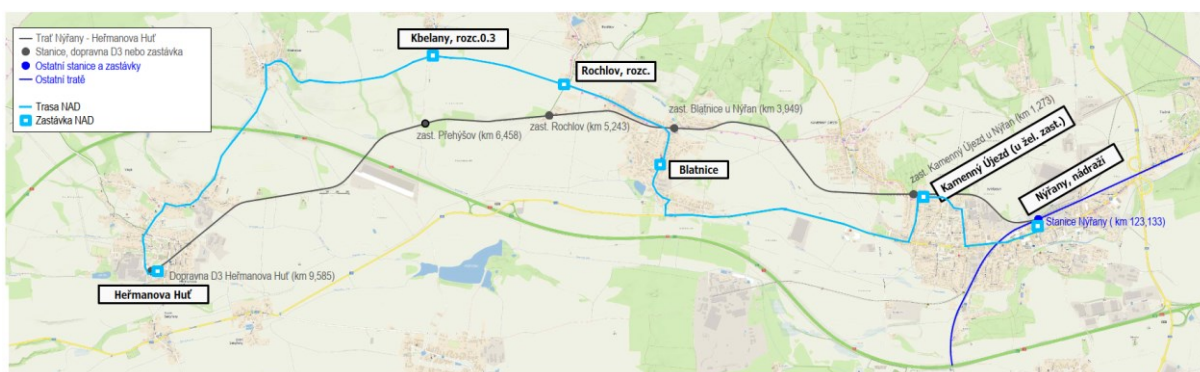 Trať Nýřany - Heřmanova Huť
Stanice, dopravna D3 nebo zastávka
Ostatní stanice a zastávky
Ostatní tratě
Trasa NAD
Zastávka NAD
Kbelany, rozc.0.3
Rochlov, rozc.
zast. Přehýšov (km 6,458)
zast. Rochlov (km 5,243)
zast. Blatnice u Nýřan (km 3,949)
Blatnice
zast. Kamenný Újezd u Nýřan (km 1,273)
Kamenný Újezd (u žel. zast.)
Nýřany, nádraží
Stanice Nýřany ( km 123,133)
Dopravna D3 Heřmanova Huť (km 9,585)
Heřmanova Huť